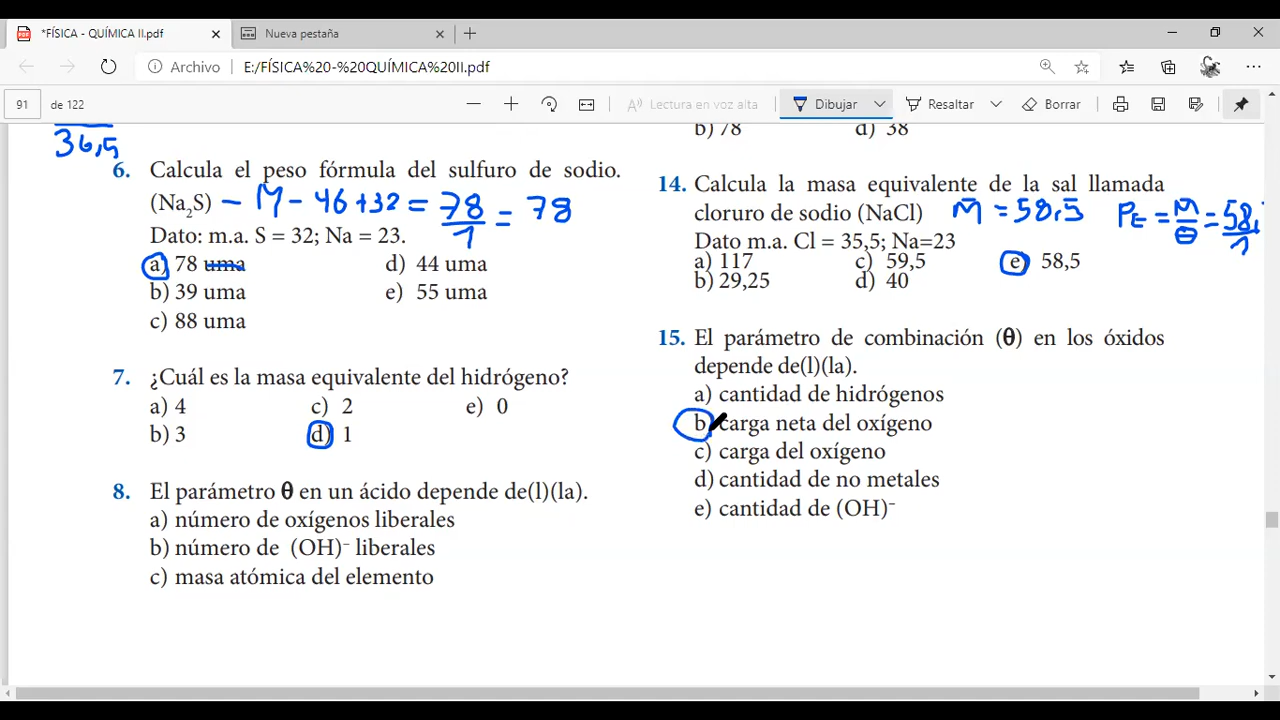 *FÍSICA - QUÍMICA II.pdf
Nueva pestaña
Archivo
E:/FÍSICA%20-%20QUÍMICA%20II.pdf
91 de 122
Lectura en voz alta
Dibujar
Resaltar
Borrar
36,5
6. Calcula el peso fórmula del sulfuro de sodio.
(Na2S) - M - 46+32 = 78/1 = 78
Dato: m.a. S = 32; Na = 23.
a) 78 uma
d) 44 uma
b) 39 uma
e) 55 uma
c) 88 uma
7. ¿Cuál es la masa equivalente del hidrógeno?
a) 4
c) 2
e) 0
b) 3
d) 1
8. El parámetro θ en un ácido depende de(l)(la).
a) número de oxígenos liberales
b) número de (OH)⁻ liberales
c) masa atómica del elemento
b) 78
d) 38
14. Calcula la masa equivalente de la sal llamada
cloruro de sodio (NaCl) M̄ = 58,5 PE = M̄/θ = 58,/1
Dato m.a. Cl = 35,5; Na=23
a) 117
c) 59,5
e) 58,5
b) 29,25
d) 40
15. El parámetro de combinación (θ) en los óxidos
depende de(l)(la).
a) cantidad de hidrógenos
b) carga neta del oxígeno
c) carga del oxígeno
d) cantidad de no metales
e) cantidad de (OH)⁻